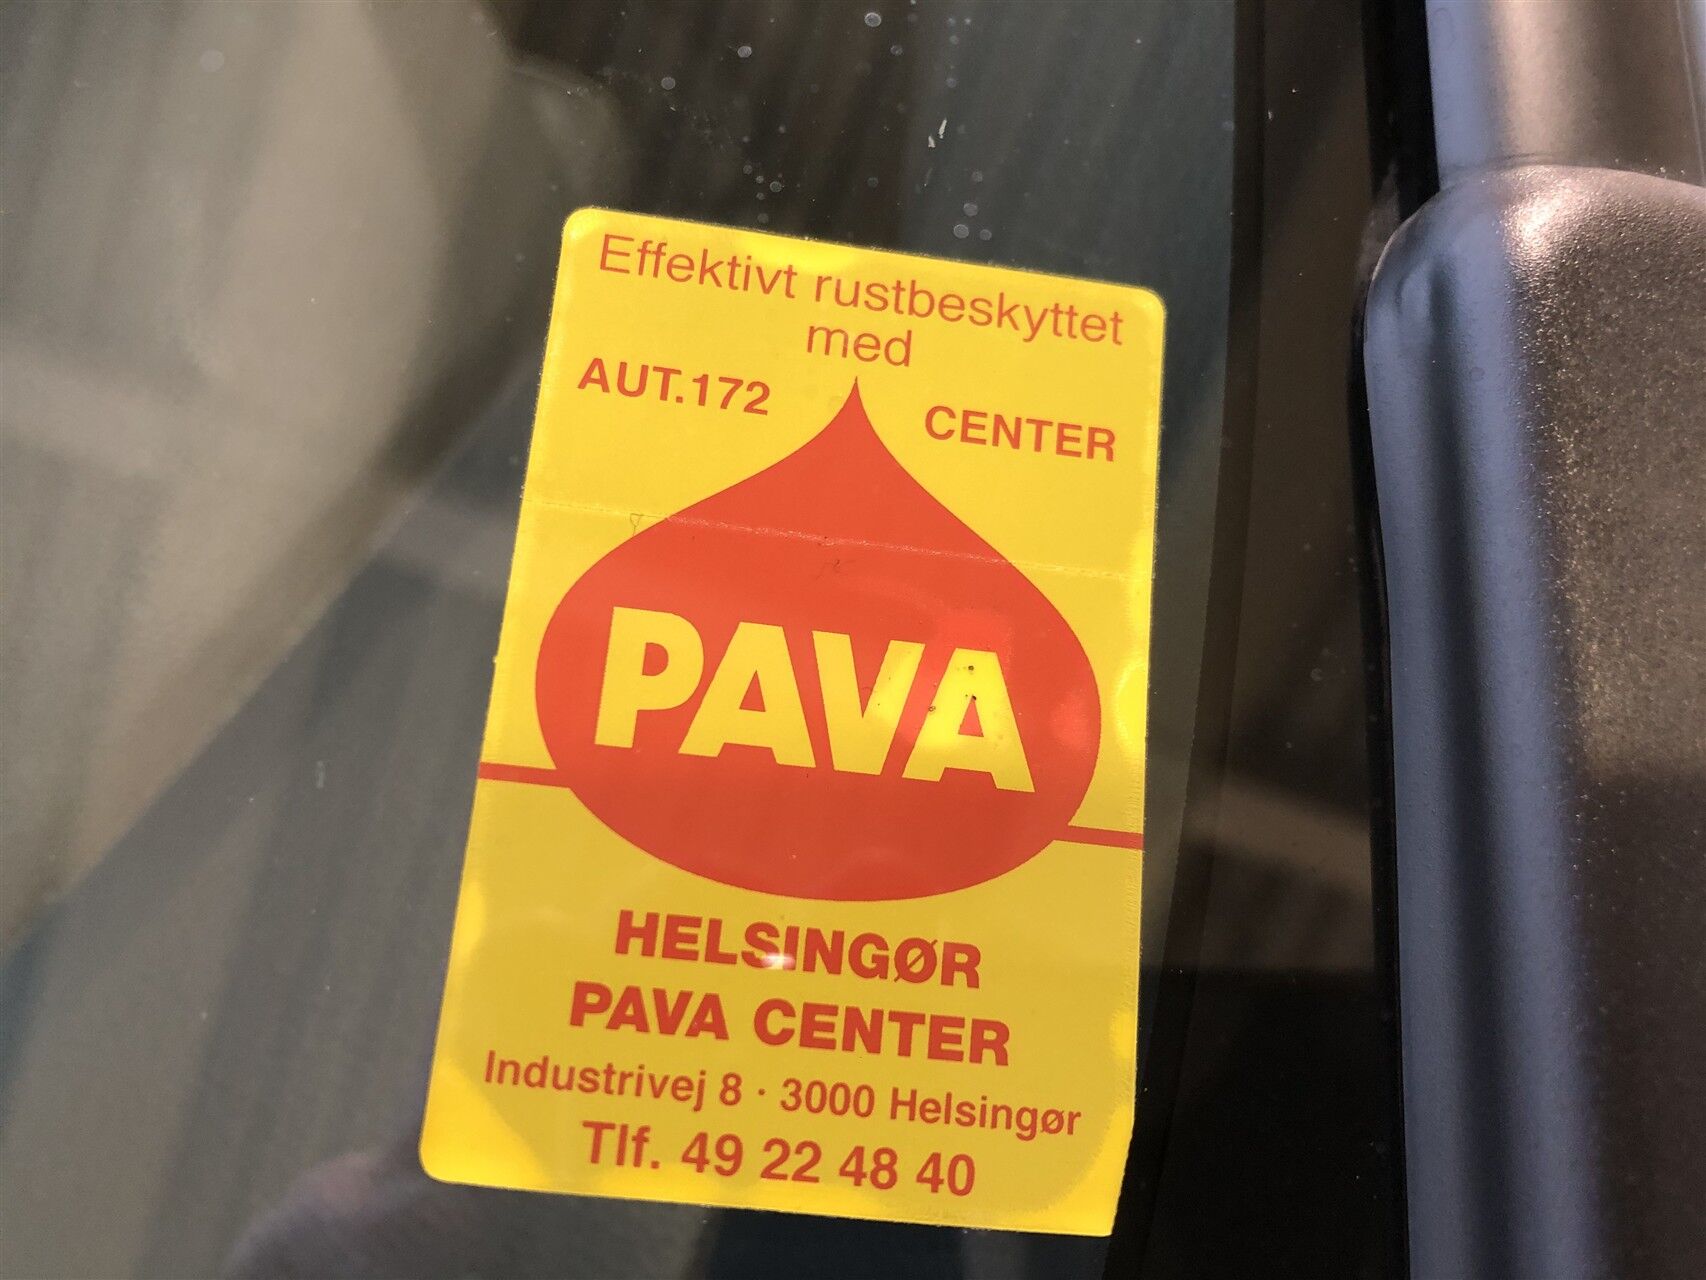 Effektivt rustbeskyttet
med
AUT.172 CENTER
PAVA
HELSINGØR
PAVA CENTER
Industrivej 8 · 3000 Helsingør
Tlf. 49 22 48 40